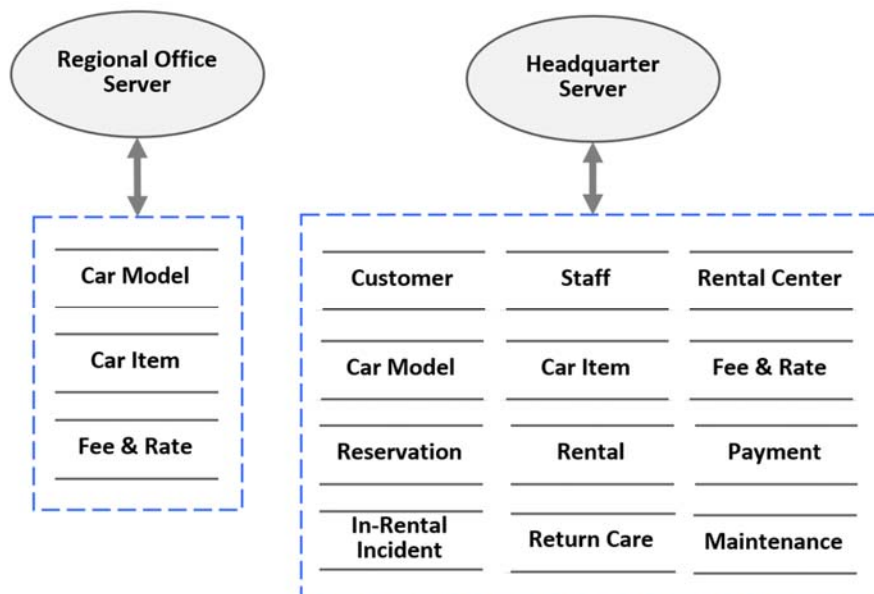 Regional Office
Server
Headquarter
Server
Car Model
Car Item
Fee & Rate
Customer
Staff
Rental Center
Car Model
Car Item
Fee & Rate
Reservation
Rental
Payment
In-Rental
Incident
Return Care
Maintenance